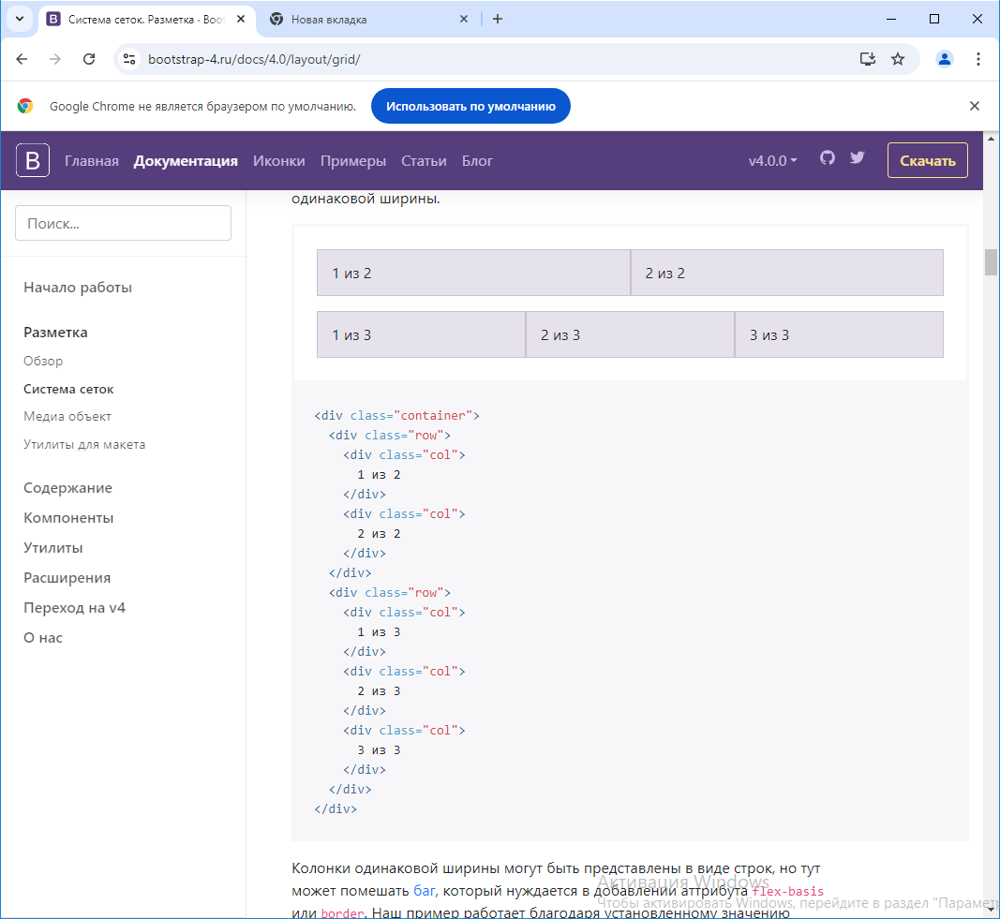 Система сеток. Разметка · Boot
Новая вкладка
bootstrap-4.ru/docs/4.0/layout/grid/
Google Chrome не является браузером по умолчанию.
Использовать по умолчанию
B
Главная
Документация
Иконки
Примеры
Статьи
Блог
v4.0.0
Скачать
Поиск...
Начало работы
Разметка
Обзор
Система сеток
Медиа объект
Утилиты для макета
Содержание
Компоненты
Утилиты
Расширения
Переход на v4
О нас
одинаковой ширины.
1 из 2
2 из 2
1 из 3
2 из 3
3 из 3
<div class="container">
<div class="row">
<div class="col">
1 из 2
</div>
<div class="col">
2 из 2
</div>
</div>
<div class="row">
<div class="col">
1 из 3
</div>
<div class="col">
2 из 3
</div>
<div class="col">
3 из 3
</div>
</div>
</div>
Колонки одинаковой ширины могут быть представлены в виде строк, но тут
может помешать баг, который нуждается в добавлении аттрибута flex-basis
или border. Наш пример работает благодаря установленному значению
Активация Windows
Чтобы активировать Windows, перейдите в раздел "Парамет